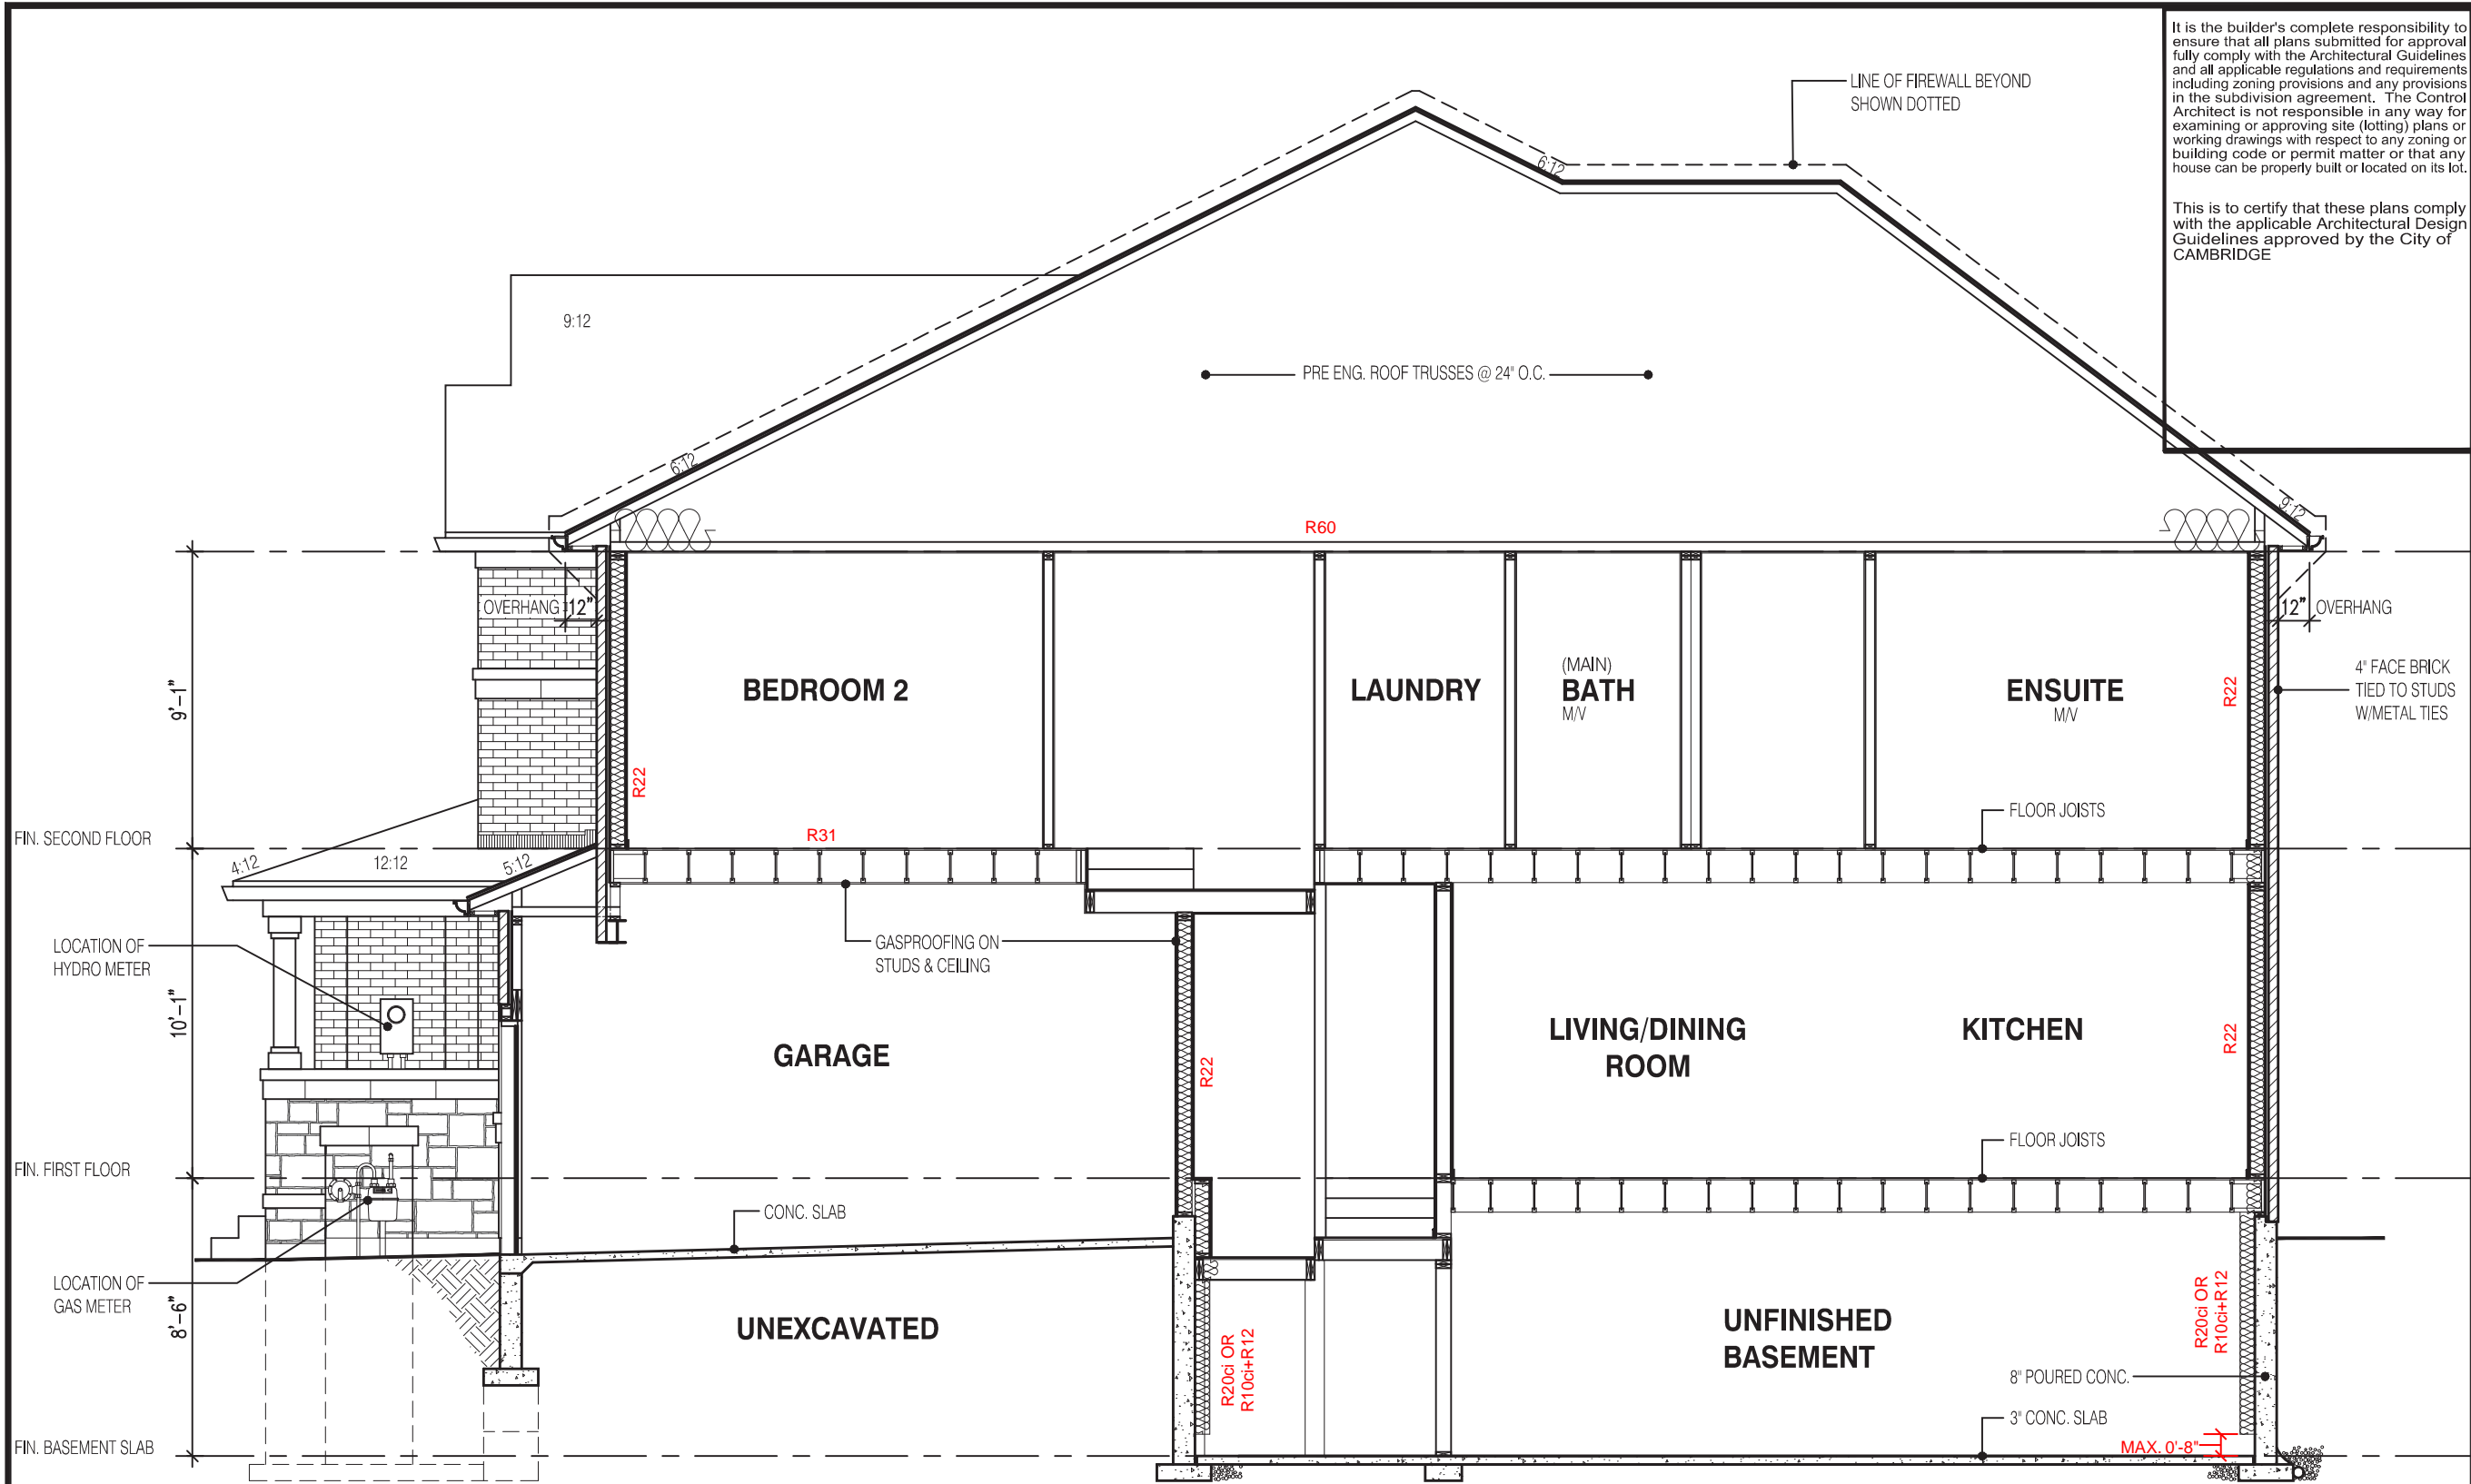 It is the builder's complete responsibility to
ensure that all plans submitted for approval
fully comply with the Architectural Guidelines
and all applicable regulations and requirements
including zoning provisions and any provisions
in the subdivision agreement. The Control
Architect is not responsible in any way for
examining or approving site (lotting) plans or
working drawings with respect to any zoning or
building code or permit matter or that any
house can be properly built or located on its lot.
This is to certify that these plans comply
with the applicable Architectural Design
Guidelines approved by the City of
CAMBRIDGE
LINE OF FIREWALL BEYOND
SHOWN DOTTED
6:12
9:12
PRE ENG. ROOF TRUSSES @ 24" O.C.
6:12
9:12
R60
OVERHANG
12"
12"
OVERHANG
9'-1"
BEDROOM 2
LAUNDRY
(MAIN)
BATH
M/V
ENSUITE
M/V
R22
4" FACE BRICK
TIED TO STUDS
W/METAL TIES
R22
R31
FLOOR JOISTS
FIN. SECOND FLOOR
4:12
12:12
5:12
LOCATION OF
HYDRO METER
GASPROOFING ON
STUDS & CEILING
10'-1"
GARAGE
R22
LIVING/DINING
ROOM
KITCHEN
R22
FLOOR JOISTS
FIN. FIRST FLOOR
CONC. SLAB
LOCATION OF
GAS METER
8'-6"
UNEXCAVATED
R20ci OR
R10ci+R12
UNFINISHED
BASEMENT
R20ci OR
R10ci+R12
8" POURED CONC.
3" CONC. SLAB
FIN. BASEMENT SLAB
MAX. 0'-8"